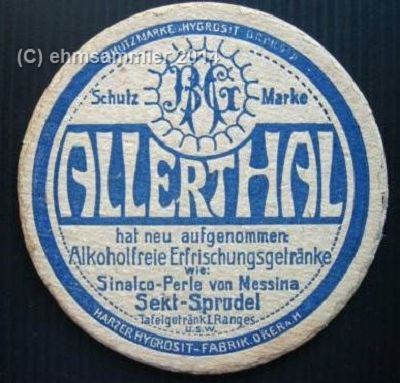 (C) ehmsammler 2014
SCHUTZMARKE "HYGROSIT"
BAG
Schutz Marke
ALLERTHAL
hat neu aufgenommen:
Alkoholfreie Erfrischungsgetränke
wie:
Sinalco-Perle von Messina
Sekt-Sprudel
Tafelgetränk I. Ranges
U.S.W.
HARZER HYGROSIT-FABRIK. OKER a. H